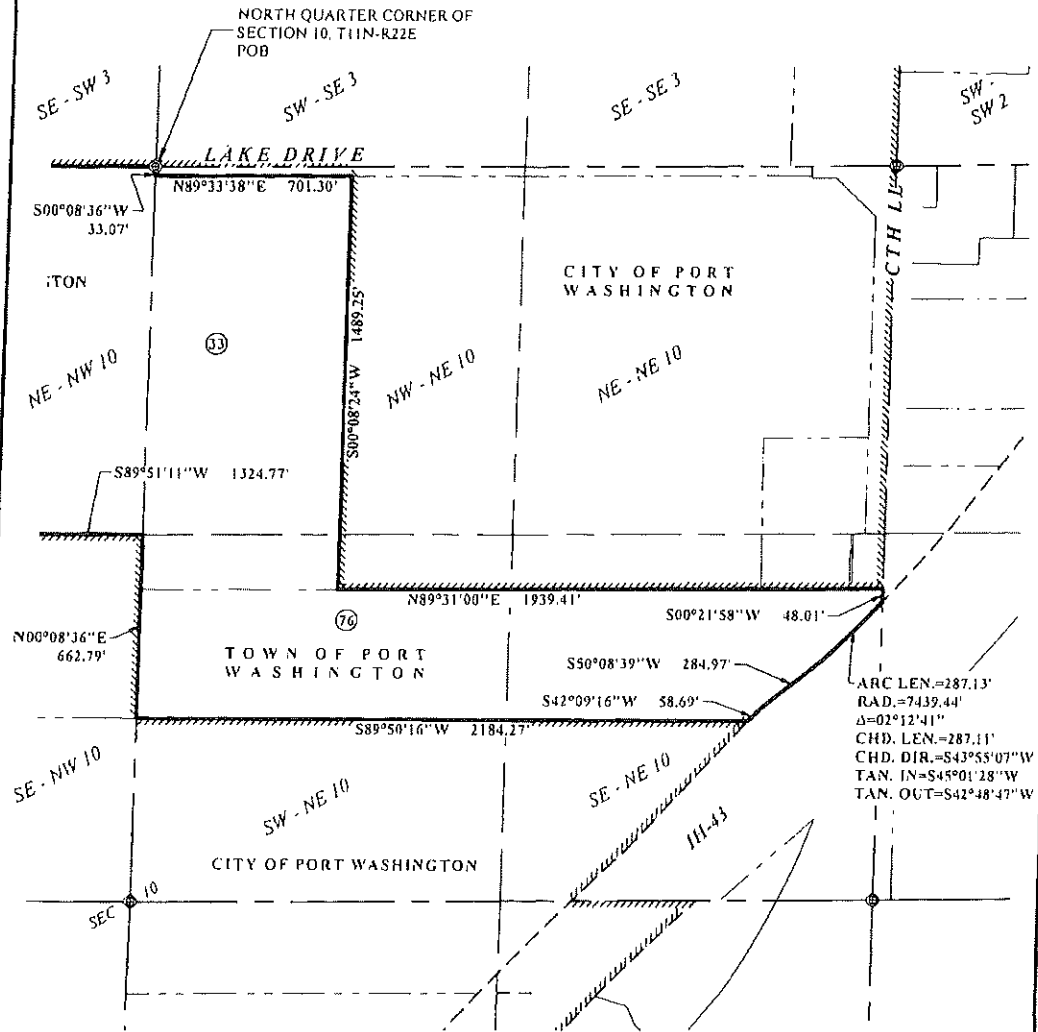 NORTH QUARTER CORNER OF
SECTION 10, T11N-R22E
POB
SE - SW 3
SW - SE 3
SE - SE 3
SW -
SW 2
LAKE DRIVE
N89°33'38"E 701.30'
S00°08'36"W
33.07'
CTH LL
CITY OF PORT
WASHINGTON
33
S00°08'24"W 1489.25'
NE - NW 10
NW - NE 10
NE - NE 10
S89°51'11"W 1324.77'
N89°31'00"E 1939.41'
S00°21'58"W 48.01'
76
N00°08'36"E
662.79'
TOWN OF PORT
WASHINGTON
S50°08'39"W 284.97'
S42°09'16"W 58.69'
ARC LEN.=287.13'
RAD.=7439.44'
Δ=02°12'41"
CHD. LEN.=287.11'
CHD. DIR.=S43°55'07"W
TAN. IN=S45°01'28"W
TAN. OUT=S42°48'47"W
S89°50'16"W 2184.27'
SE - NW 10
SW - NE 10
SE - NE 10
IH-43
CITY OF PORT WASHINGTON
SEC 10